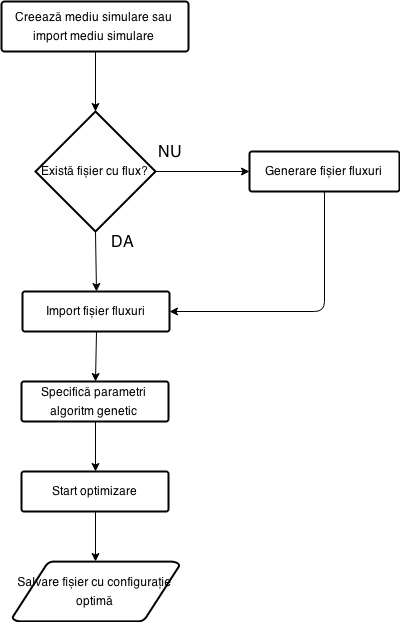 Creează mediu simulare sau
import mediu simulare
Există fișier cu flux?
NU
Generare fișier fluxuri
DA
Import fișier fluxuri
Specifică parametri
algoritm genetic
Start optimizare
Salvare fișier cu configurație
optimă